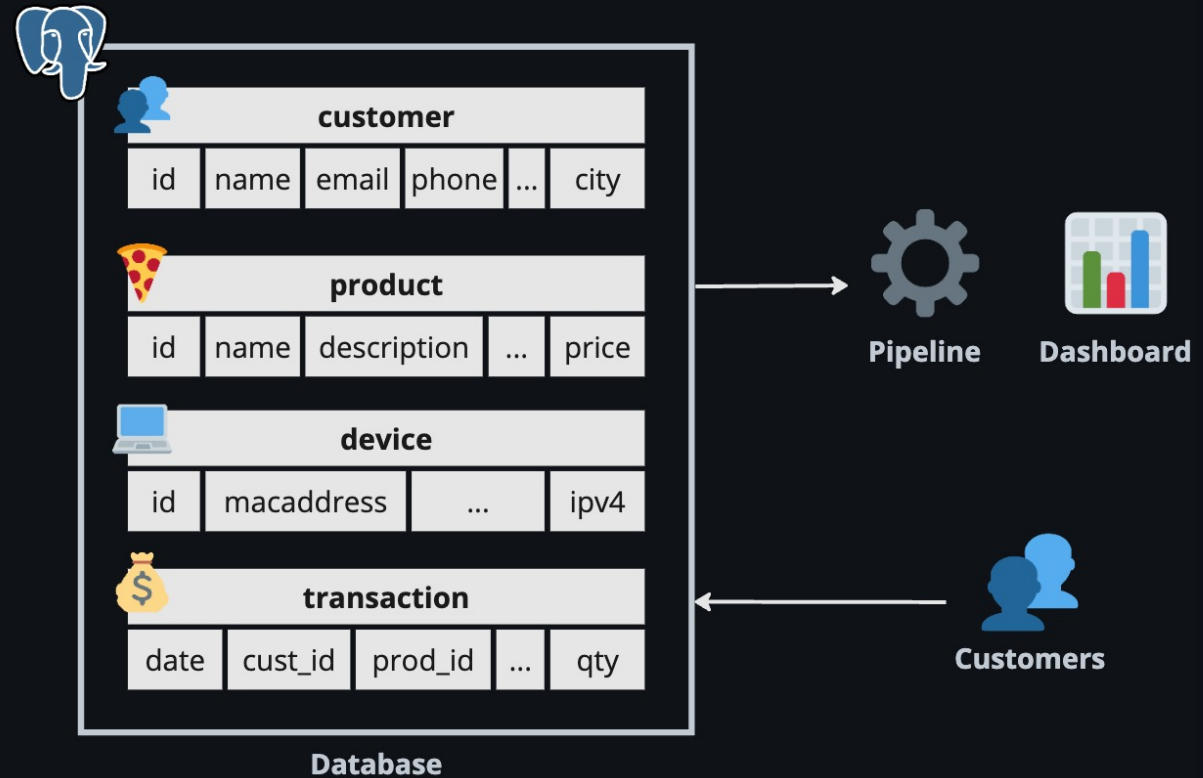 customer
id name email phone ... city
product
id name description ... price
Pipeline Dashboard
device
id macaddress ... ipv4
$
transaction
date cust_id prod_id ... qty
Customers
Database